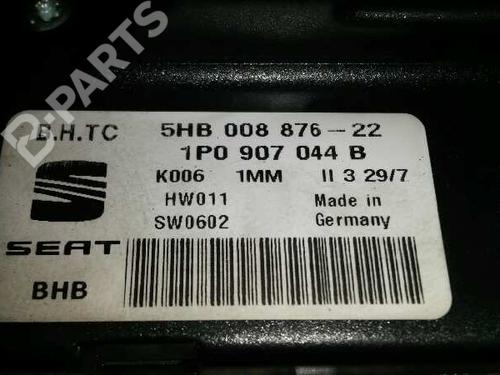 B-PARTS
B.H.TC 5HB 008 876-22
1P0 907 044 B
K006 1MM II 3 29/7
HW011 Made in
SW0602 Germany
SEAT
BHB